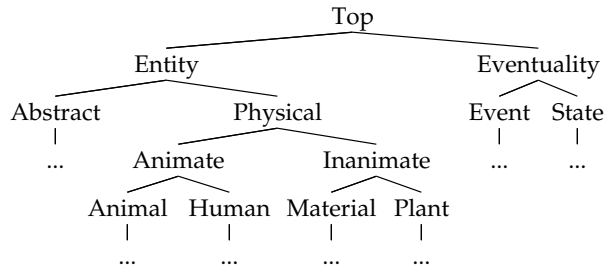 Top
Entity Eventuality
Abstract Physical Event State
... Animate Inanimate ... ...
Animal Human Material Plant
... ... ... ...